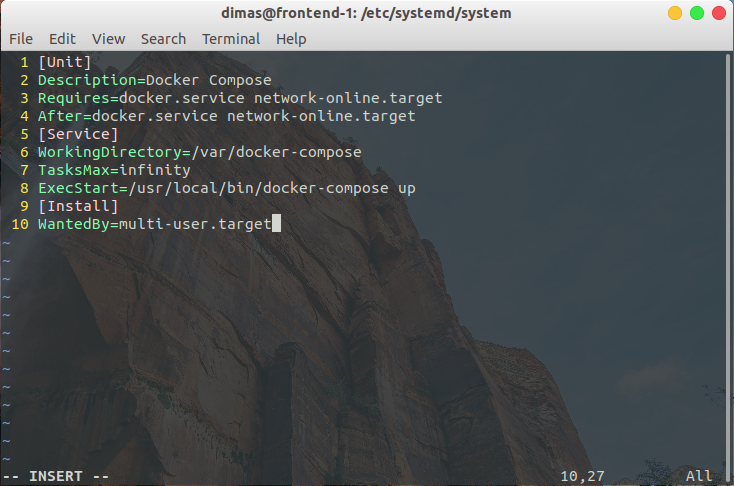 dimas@frontend-1: /etc/systemd/system
File Edit View Search Terminal Help
1 [Unit]
2 Description=Docker Compose
3 Requires=docker.service network-online.target
4 After=docker.service network-online.target
5 [Service]
6 WorkingDirectory=/var/docker-compose
7 TasksMax=infinity
8 ExecStart=/usr/local/bin/docker-compose up
9 [Install]
10 WantedBy=multi-user.target
~
~
~
~
~
~
~
~
~
~
~
~
~
-- INSERT -- 10,27 All